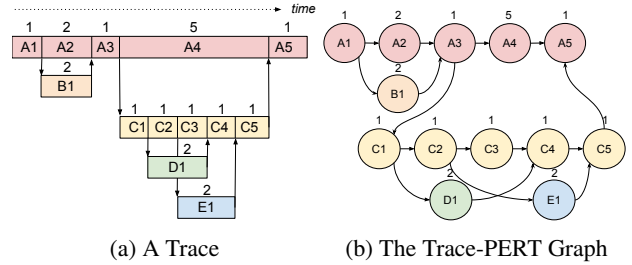 time
1 2 1 5 1
A1 A2 A3 A4 A5
2
B1
1 1 1 1 1
C1 C2 C3 C4 C5
2
D1
2
E1
(a) A Trace
1 2 1 5 1
A1 A2 A3 A4 A5
2
B1
1 1 1 1 1
C1 C2 C3 C4 C5
2 2
D1 E1
(b) The Trace-PERT Graph